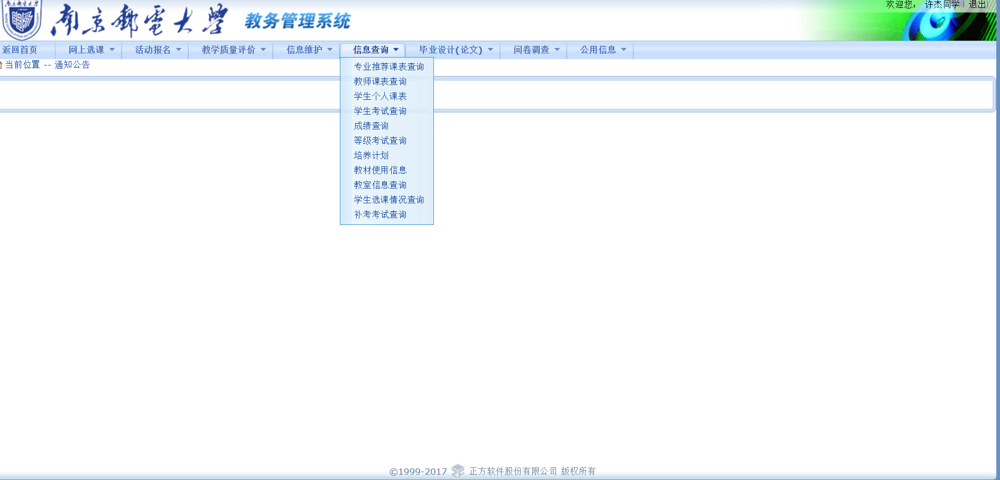 欢迎您： 许杰同学 | 退出
南京邮电大学
南京郵電大學 教务管理系统
返回首页 网上选课 活动报名 教学质量评价 信息维护 信息查询 毕业设计(论文) 问卷调查 公用信息
当前位置 -- 通知公告
专业推荐课表查询
教师课表查询
学生个人课表
学生考试查询
成绩查询
等级考试查询
培养计划
教材使用信息
教室信息查询
学生选课情况查询
补考考试查询
©1999-2017 正方软件股份有限公司 版权所有